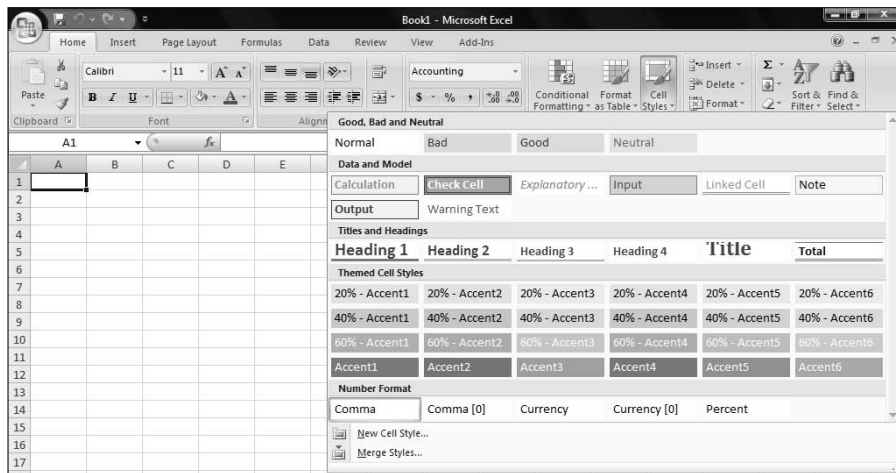 Book1 - Microsoft Excel
Home Insert Page Layout Formulas Data Review View Add-Ins
Calibri 11 A A Accounting Insert Σ
Paste B I U A $ % , .0 .00 .00 .0 Conditional Formatting Format as Table Cell Styles Delete Format Sort & Filter Find & Select
Clipboard Font Alignn
Good, Bad and Neutral
A1 fx Normal Bad Good Neutral
A B C D E Data and Model
1 Calculation Check Cell Explanatory ... Input Linked Cell Note
2
3 Output Warning Text
4 Titles and Headings
5 Heading 1 Heading 2 Heading 3 Heading 4 Title Total
6 Themed Cell Styles
7 20% - Accent1 20% - Accent2 20% - Accent3 20% - Accent4 20% - Accent5 20% - Accent6
8
9 40% - Accent1 40% - Accent2 40% - Accent3 40% - Accent4 40% - Accent5 40% - Accent6
10 60% - Accent1 60% - Accent2 60% - Accent3 60% - Accent4 60% - Accent5 60% - Accent6
11
12 Accent1 Accent2 Accent3 Accent4 Accent5 Accent6
13 Number Format
14 Comma Comma [0] Currency Currency [0] Percent
15 New Cell Style...
16 Merge Styles...
17